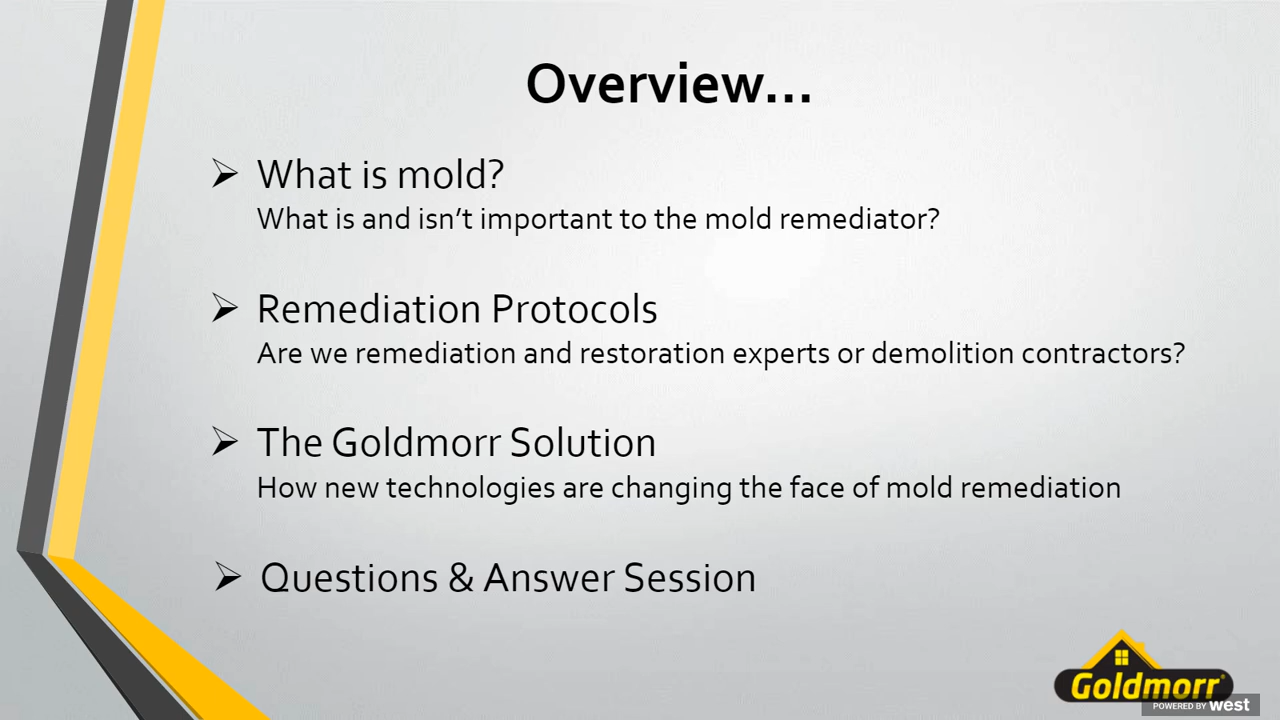 Overview...
What is mold?
What is and isn't important to the mold remediator?
Remediation Protocols
Are we remediation and restoration experts or demolition contractors?
The Goldmorr Solution
How new technologies are changing the face of mold remediation
Questions & Answer Session
Goldmorr
POWERED BY west